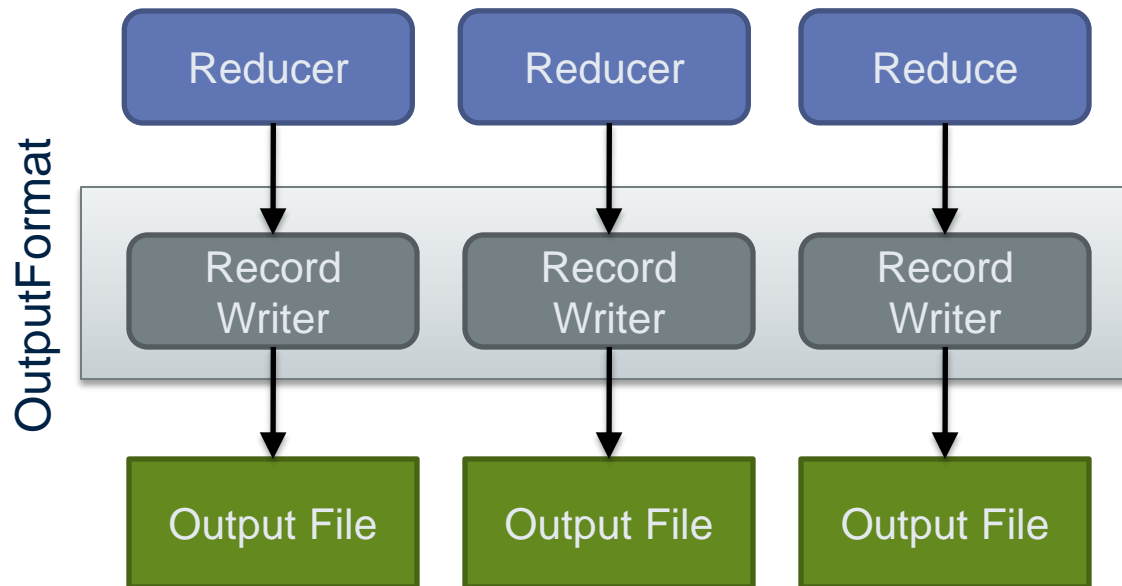 Reducer
Reducer
Reduce
OutputFormat
Record
Writer
Record
Writer
Record
Writer
Output File
Output File
Output File